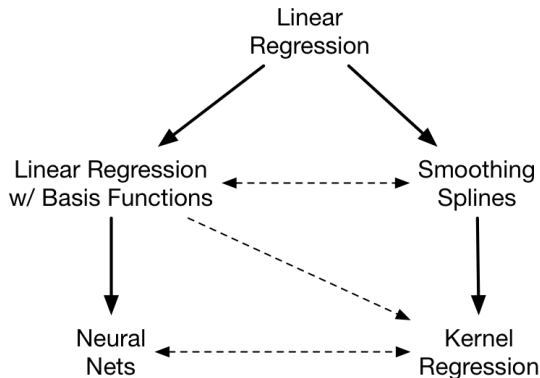 Linear
Regression
Linear Regression
w/ Basis Functions
Smoothing
Splines
Neural
Nets
Kernel
Regression